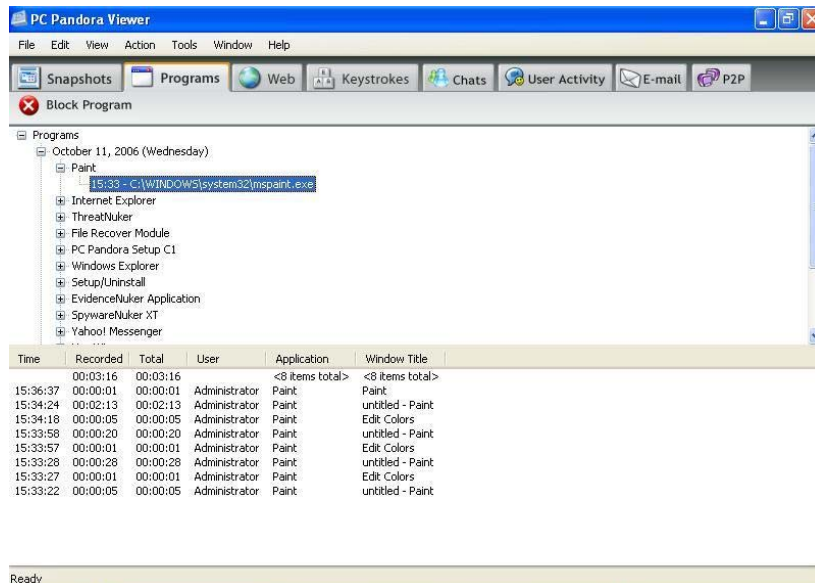 PC Pandora Viewer
File Edit View Action Tools Window Help
Snapshots Programs Web Keystrokes Chats User Activity E-mail P2P
Block Program
Programs
October 11, 2006 (Wednesday)
Paint
15:33 - C:\WINDOWS\system32\mspaint.exe
Internet Explorer
ThreatNuker
File Recover Module
PC Pandora Setup C1
Windows Explorer
Setup/Uninstall
EvidenceNuker Application
SpywareNuker XT
Yahoo! Messenger
Time Recorded Total User Application Window Title
00:03:16 00:03:16 <8 items total> <8 items total>
15:36:37 00:00:01 00:00:01 Administrator Paint Paint
15:34:24 00:02:13 00:02:13 Administrator Paint untitled - Paint
15:34:18 00:00:05 00:00:05 Administrator Paint Edit Colors
15:33:58 00:00:20 00:00:20 Administrator Paint untitled - Paint
15:33:57 00:00:01 00:00:01 Administrator Paint Edit Colors
15:33:28 00:00:28 00:00:28 Administrator Paint untitled - Paint
15:33:27 00:00:01 00:00:01 Administrator Paint Edit Colors
15:33:22 00:00:05 00:00:05 Administrator Paint untitled - Paint
Ready